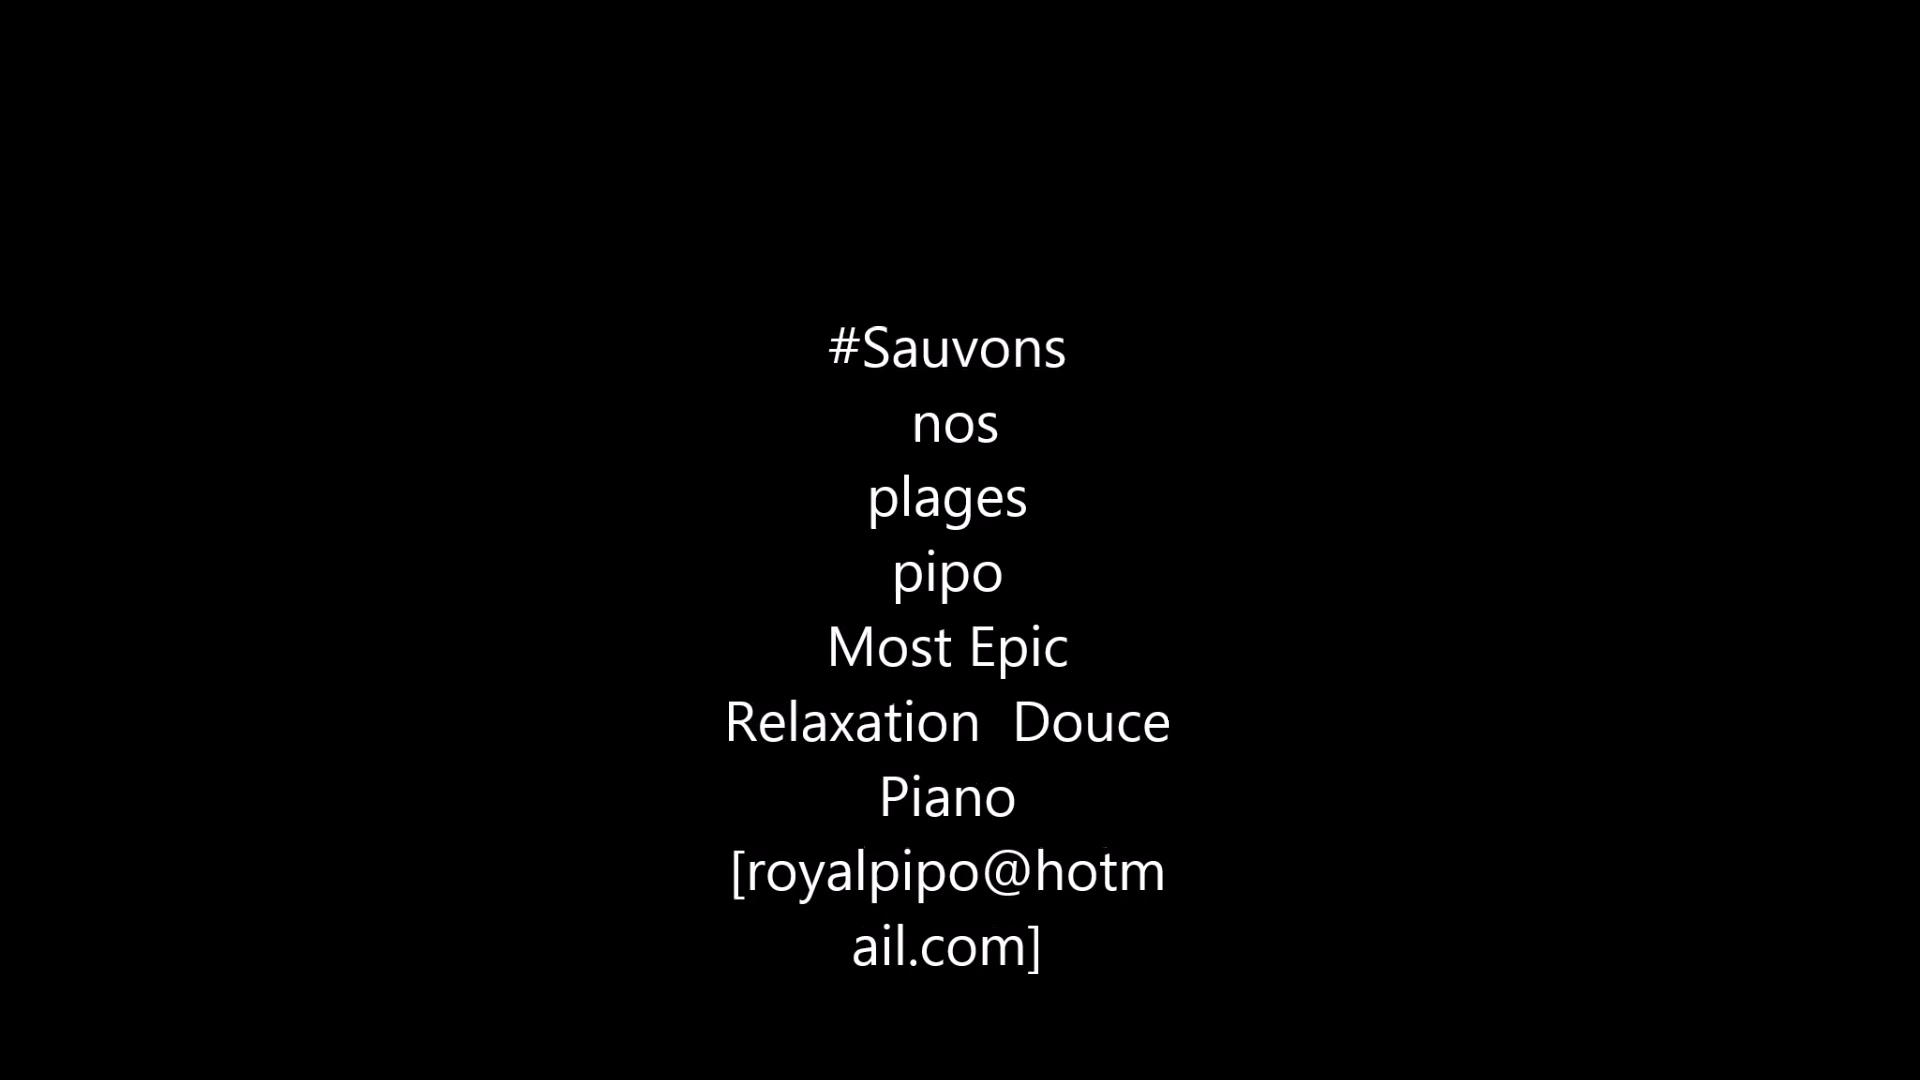 #Sauvons
nos
plages
pipo
Most Epic
Relaxation  Douce
Piano
[royalpipo@hotm
ail.com]